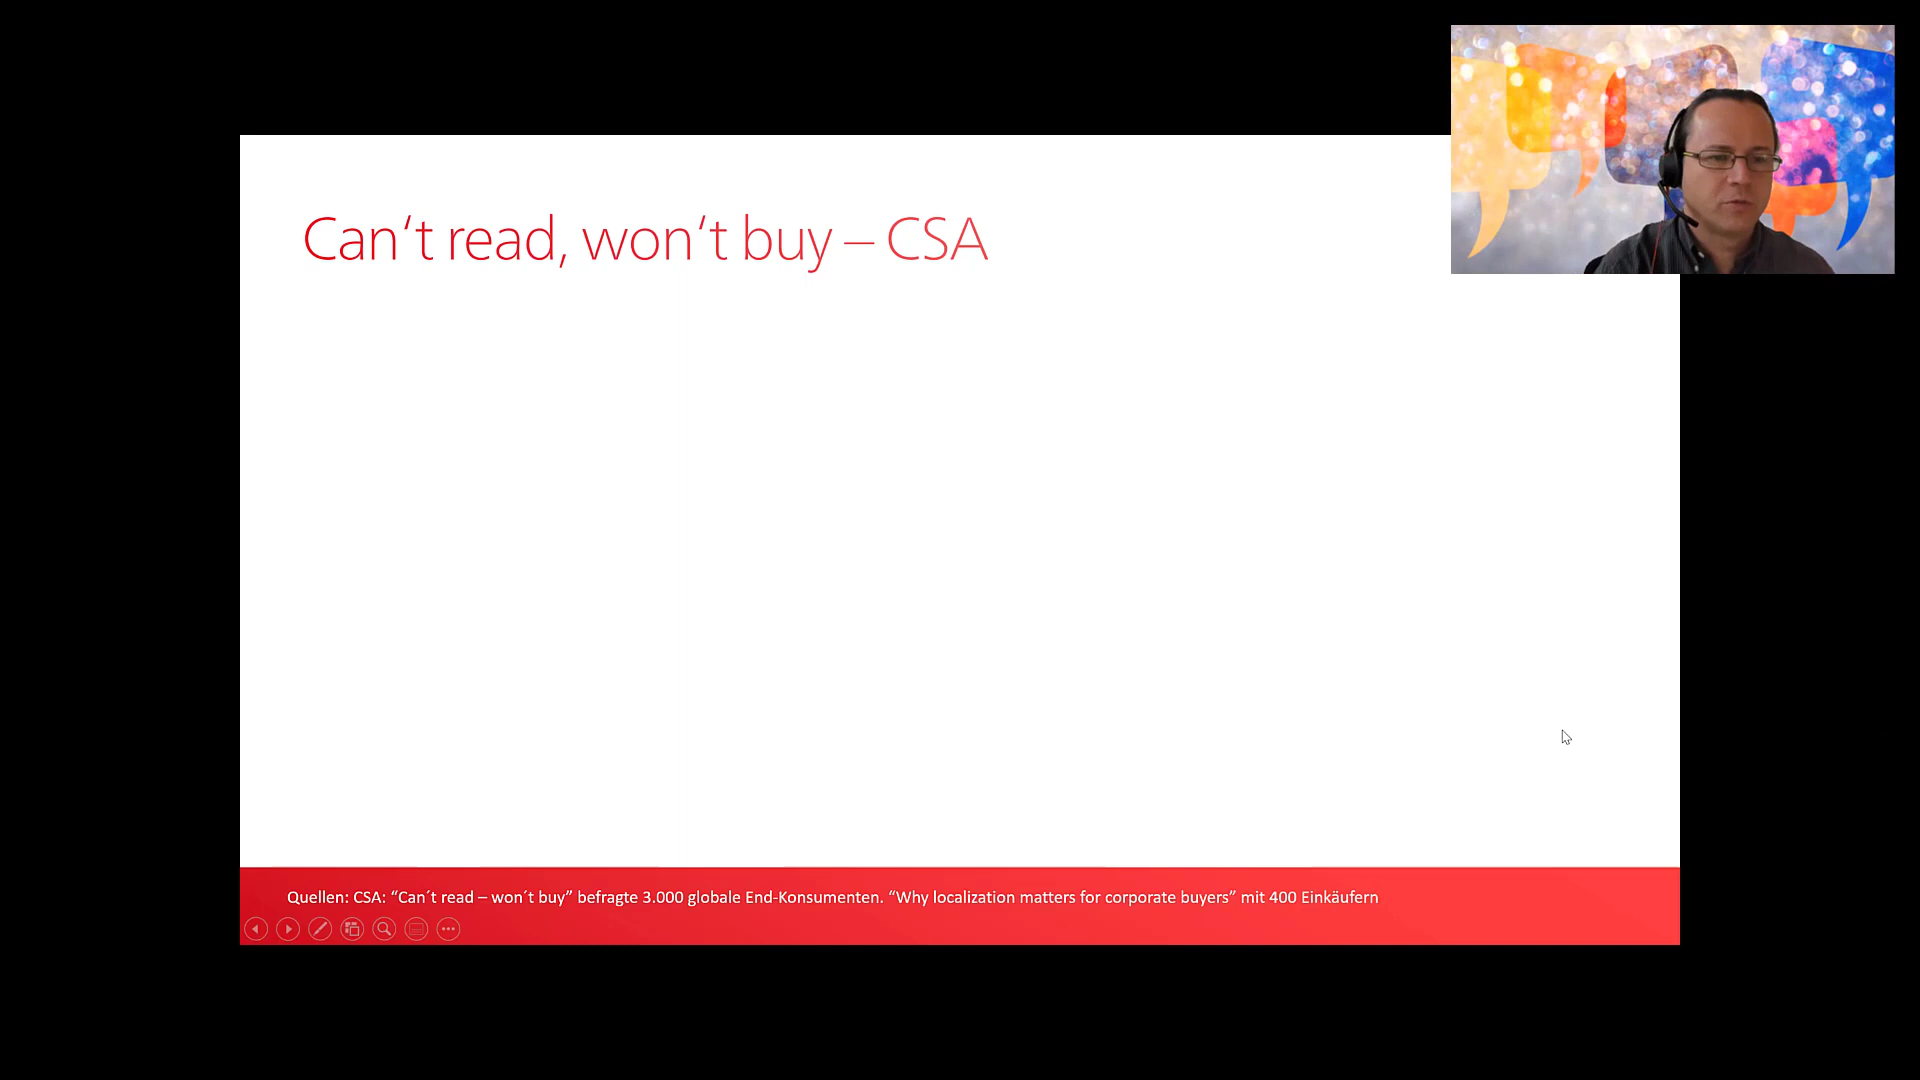 Can‘t read, won‘t buy – CSA
Quellen: CSA: “Can´t read – won´t buy” befragte 3.000 globale End-Konsumenten. “Why localization matters for corporate buyers” mit 400 Einkäufern